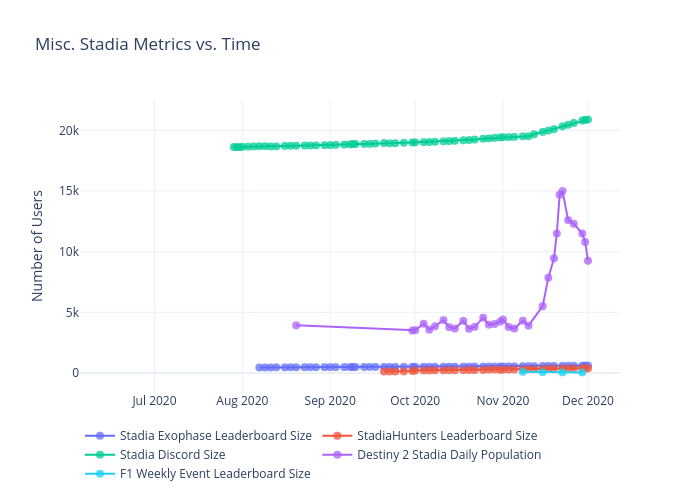 Misc. Stadia Metrics vs. Time
Number of Users
20k
15k
10k
5k
0
Jul 2020 Aug 2020 Sep 2020 Oct 2020 Nov 2020 Dec 2020
Stadia Exophase Leaderboard Size StadiaHunters Leaderboard Size
Stadia Discord Size Destiny 2 Stadia Daily Population
F1 Weekly Event Leaderboard Size